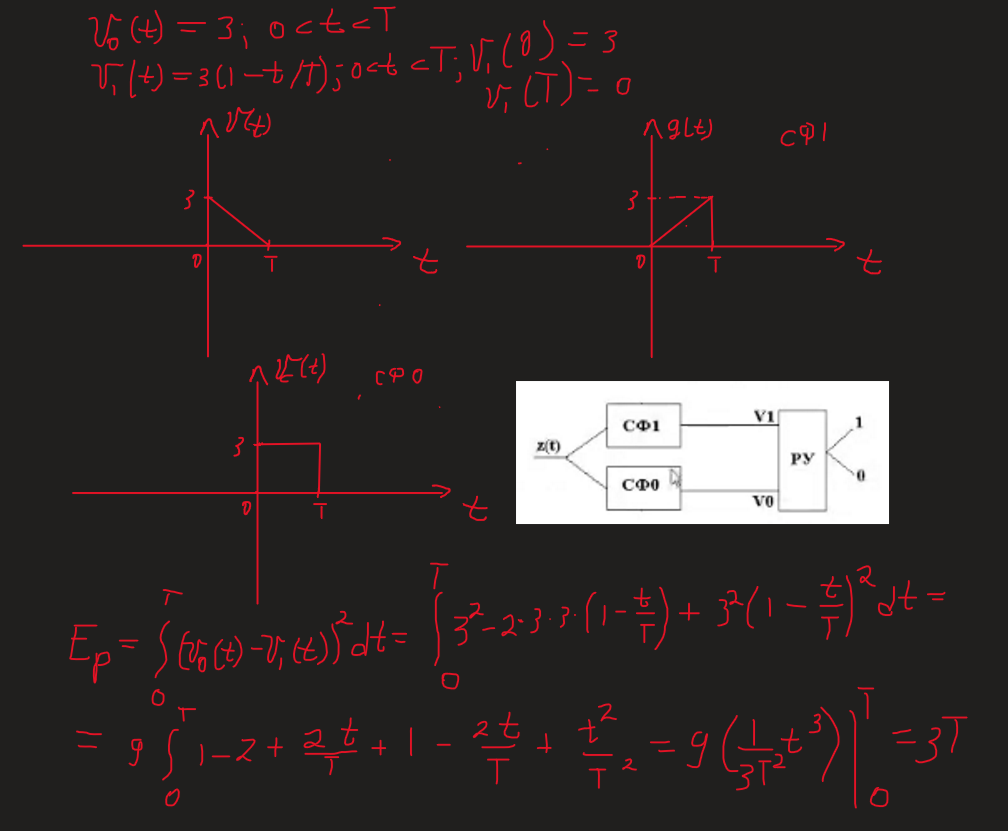 V₀(t) = 3; 0<t<T
V₁(t) = 3(1-t/T); 0<t<T; V₁(0) = 3
V₁(T) = 0
V(t)
3
0
T
t
g(t)
СФ1
3
0
T
t
V(t)
СФ0
3
0
T
t
z(t)
СФ1
СФ0
V1
V0
РУ
1
0
Eₚ = ∫₀ᵀ (V₀(t) - V₁(t))² dt = ∫₀ᵀ 3² - 2·3·3·(1 - t/T) + 3²(1 - t/T)² dt =
= 9 ∫₀ᵀ 1 - 2 + 2t/T + 1 - 2t/T + t²/T² = 9 (1/3T² t³) |₀ᵀ = 3T